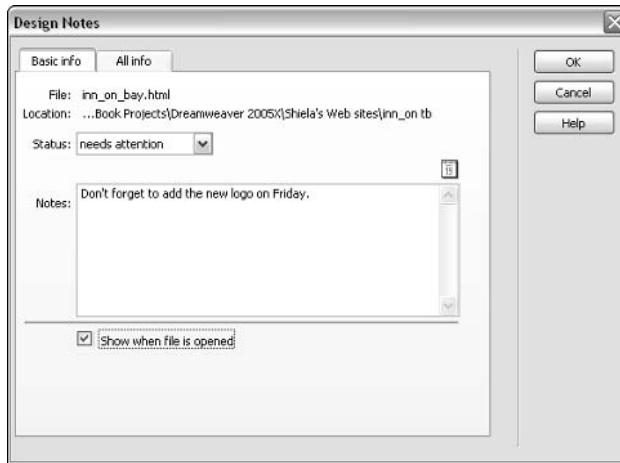 Design Notes
Basic info All info
File: inn_on_bay.html
Location: ...Book Projects\Dreamweaver 2005X\Shiela's Web sites\inn_on tb
Status: needs attention
15
Notes: Don't forget to add the new logo on Friday.
Show when file is opened
OK
Cancel
Help